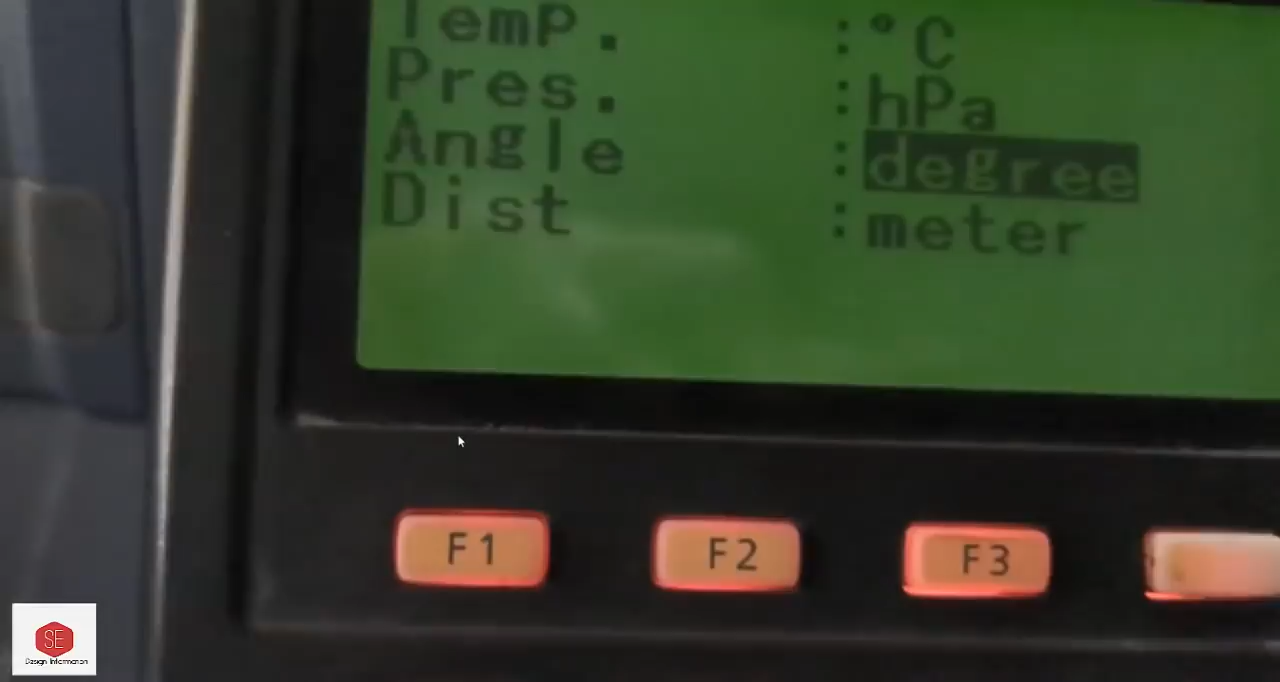 Temp. :°C
Pres. :hPa
Angle :degree
Dist :meter
F1 F2 F3
SE
Design Information